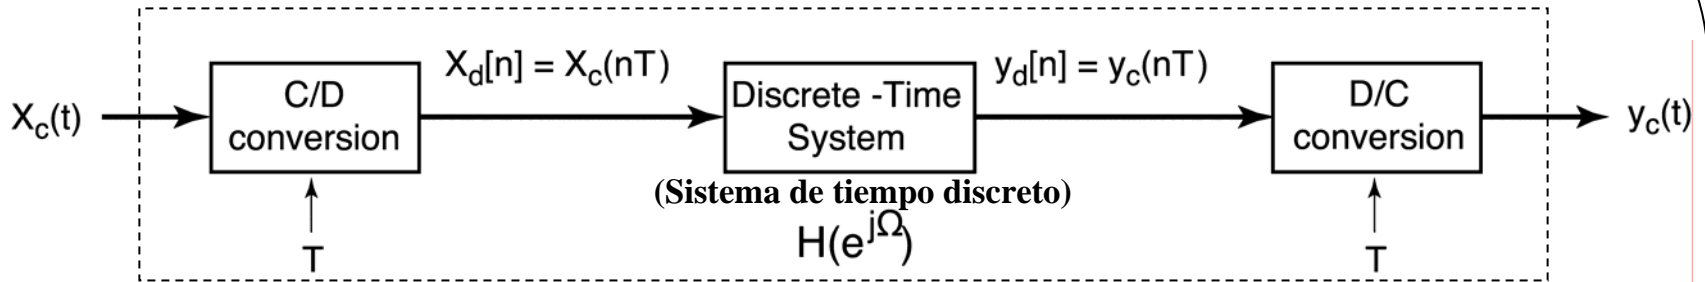 X_c(t)
C/D
conversion
T
X_d[n] = X_c(nT)
Discrete -Time
System
(Sistema de tiempo discreto)
H(e^{jΩ})
y_d[n] = y_c(nT)
D/C
conversion
T
y_c(t)